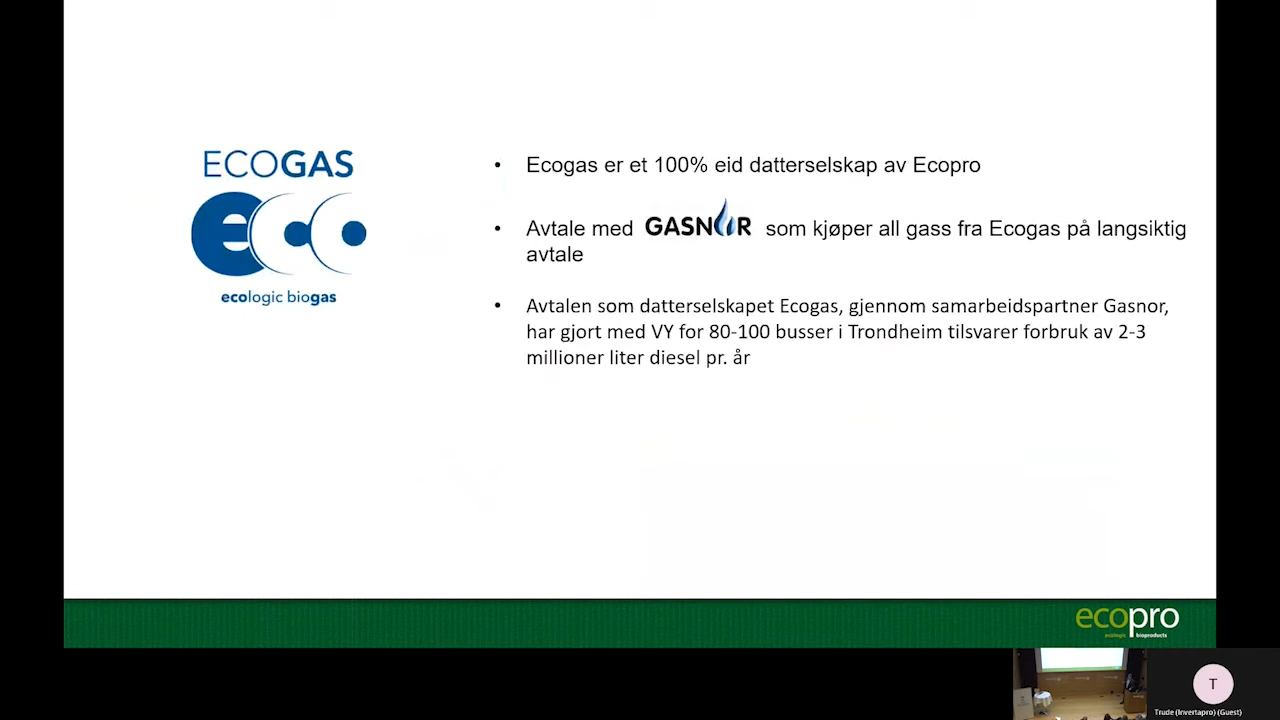 ECOGAS
eco
ecologic biogas
• Ecogas er et 100% eid datterselskap av Ecopro
• Avtale med GASNOR som kjøper all gass fra Ecogas på langsiktig
avtale
• Avtalen som datterselskapet Ecogas, gjennom samarbeidspartner Gasnor,
har gjort med VY for 80-100 busser i Trondheim tilsvarer forbruk av 2-3
millioner liter diesel pr. år
ecopro
ecologic bioproducts
T
Trude (Invertapro) (Guest)